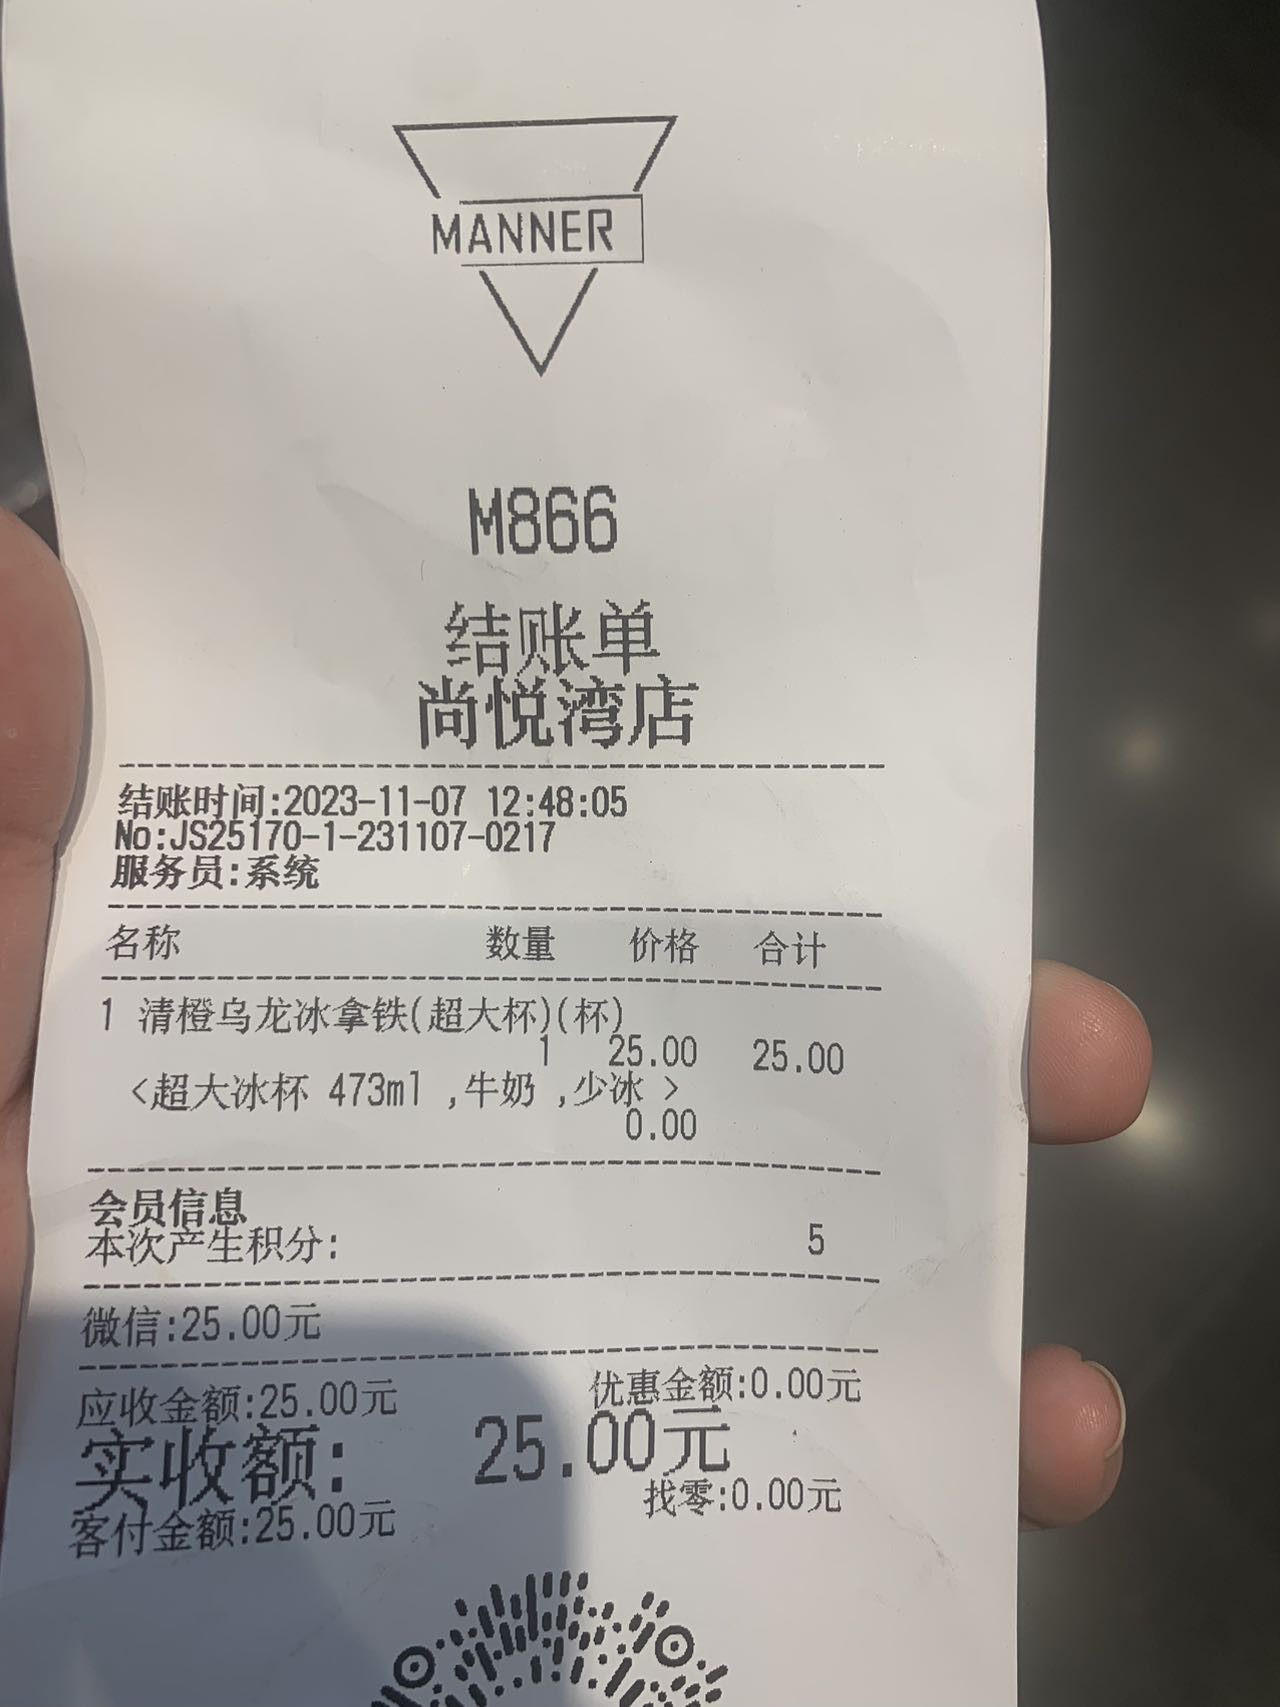 MANNER
M866
结账单
尚悦湾店
结账时间:2023-11-07 12:48:05
No:JS25170-1-231107-0217
服务员:系统
名称 数量 价格 合计
1 清橙乌龙冰拿铁(超大杯)(杯)
1 25.00 25.00
<超大冰杯 473ml ,牛奶 ,少冰 >
0.00
会员信息
本次产生积分: 5
微信:25.00元
应收金额:25.00元 优惠金额:0.00元
实收额: 25.00元
客付金额:25.00元 找零:0.00元